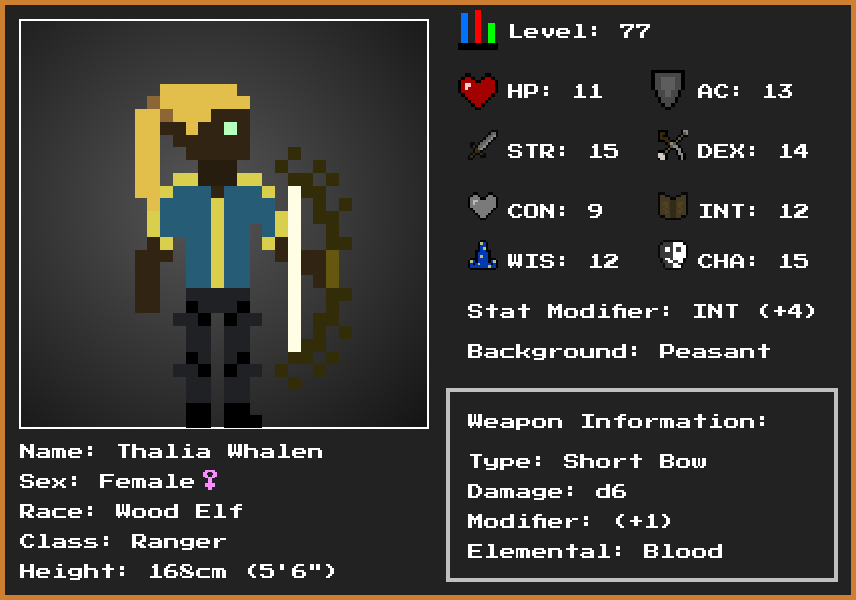 Level: 77
HP: 11 AC: 13
STR: 15 DEX: 14
CON: 9 INT: 12
WIS: 12 CHA: 15
Stat Modifier: INT (+4)
Background: Peasant
Weapon Information:
Type: Short Bow
Damage: d6
Modifier: (+1)
Elemental: Blood
Name: Thalia Whalen
Sex: Female♀
Race: Wood Elf
Class: Ranger
Height: 168cm (5'6")